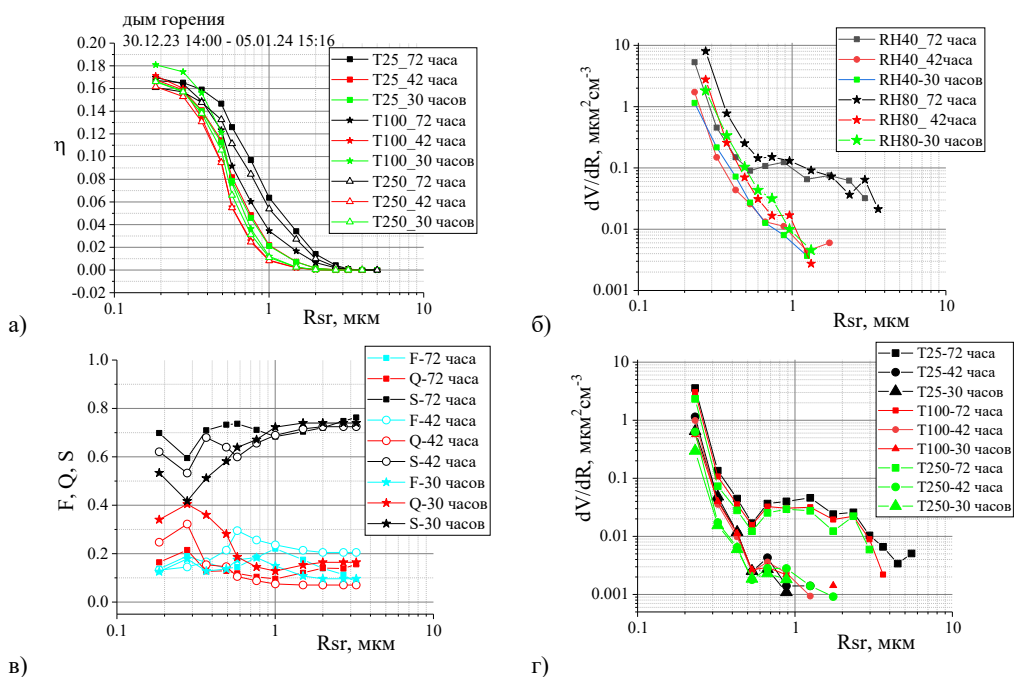 дым горения
30.12.23 14:00 - 05.01.24 15:16
0.20
0.18
0.16
0.14
0.12
0.10
0.08
0.06
0.04
0.02
0.00
-0.02
η
0.1
1
10
Rsr, мкм
T25_72 часа
T25_42 часа
T25_30 часов
T100_72 часа
T100_42 часа
T100_30 часов
T250_72 часа
T250_42 часа
T250_30 часов
а)
10
1
0.1
0.01
0.001
dV/dR, мкм²см⁻³
0.1
1
10
Rsr, мкм
RH40_72 часа
RH40_42часа
RH40-30 часов
RH80_72 часа
RH80_ 42часа
RH80-30 часов
б)
1.0
0.8
0.6
0.4
0.2
0.0
F, Q, S
0.1
1
10
Rsr, мкм
F-72 часа
Q-72 часа
S-72 часа
F-42 часа
Q-42 часа
S-42 часа
F-30 часов
Q-30 часов
S-30 часов
в)
10
1
0.1
0.01
0.001
dV/dR, мкм²см⁻³
0.1
1
10
Rsr, мкм
T25-72 часа
T25-42 часа
T25-30 часов
T100-72 часа
T100-42 часа
T100-30 часов
T250-72 часа
T250-42 часа
T250-30 часов
г)